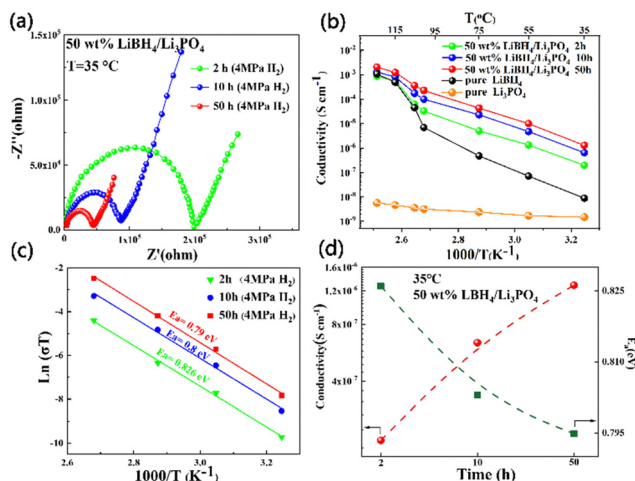 (a)
50 wt% LiBH₄/Li₃PO₄
T=35 °C
2 h (4MPa H₂)
10 h (4MPa H₂)
50 h (4MPa H₂)
-Z''(ohm)
-1.5x10⁵
-1.0x10⁵
-5.0x10⁴
0.0
0
1x10⁵
2x10⁵
3x10⁵
Z'(ohm)
(b)
T(°C)
115
95
75
55
35
50 wt% LiBH₄/Li₃PO₄ 2h
50 wt% LiBH₄/Li₃PO₄ 10h
50 wt% LiBH₄/Li₃PO₄ 50h
pure LiBH₄
pure Li₃PO₄
Conductivity (S cm⁻¹)
10⁻²
10⁻³
10⁻⁴
10⁻⁵
10⁻⁶
10⁻⁷
10⁻⁸
10⁻⁹
2.6
2.8
3.0
3.2
1000/T(K⁻¹)
(c)
2h (4MPa H₂)
10h (4MPa H₂)
50h (4MPa H₂)
Ea= 0.79 eV
Ea= 0.8 eV
Ea= 0.826 eV
Ln (σT)
0
-2
-4
-6
-8
-10
2.6
2.8
3.0
3.2
1000/T (K⁻¹)
(d)
35°C
50 wt% LBH₄/Li₃PO₄
Conductivity(S cm⁻¹)
1.6x10⁻⁶
1.2x10⁻⁶
8x10⁻⁷
4x10⁻⁷
0.825
0.810
0.795
2
10
50
Time (h)